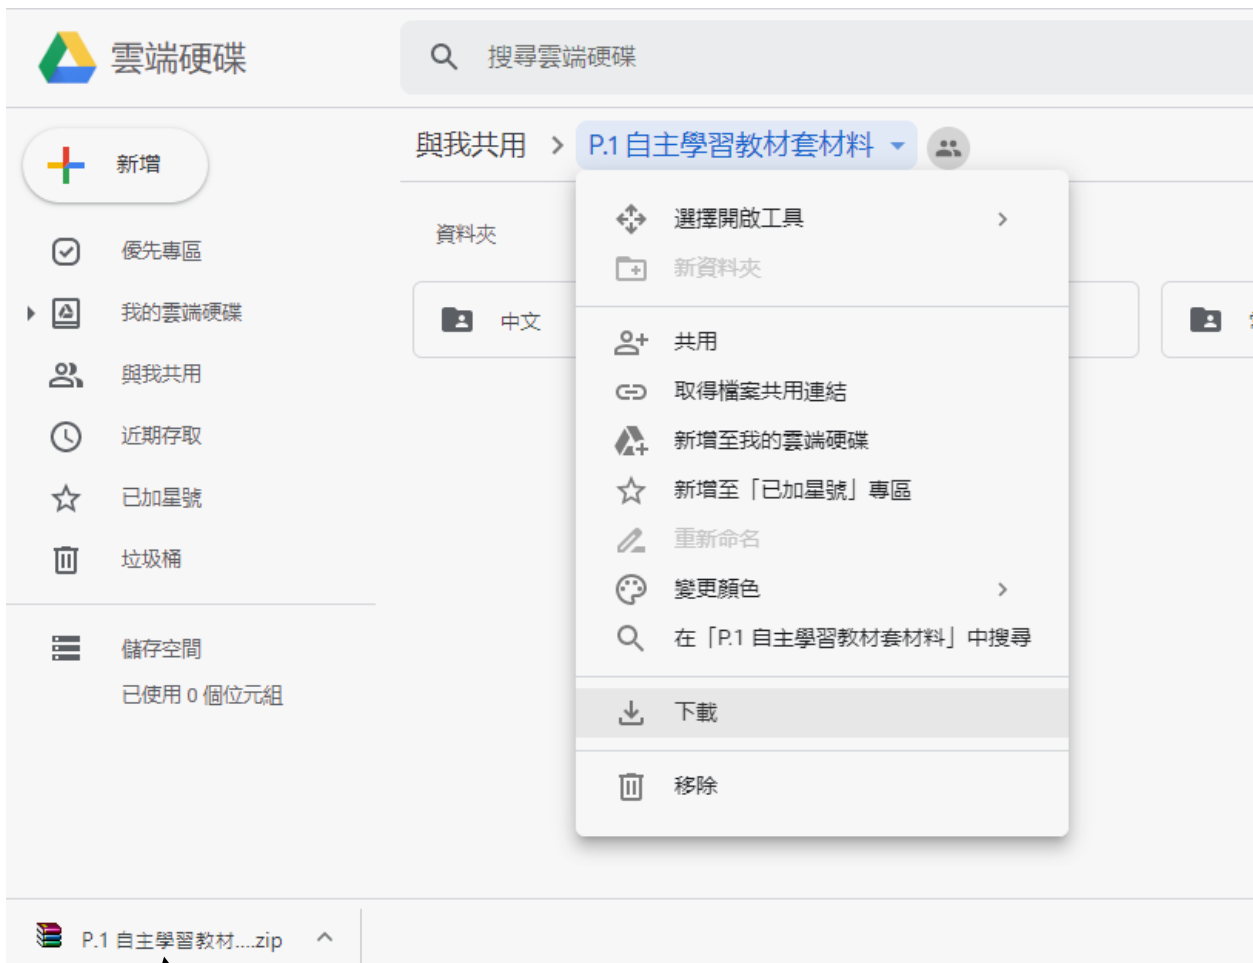 雲端硬碟
搜尋雲端硬碟
新增
優先專區
我的雲端硬碟
與我共用
近期存取
已加星號
垃圾桶
儲存空間
已使用 0 個位元組
與我共用 > P.1 自主學習教材套材料
資料夾
中文
選擇開啟工具
新資料夾
共用
取得檔案共用連結
新增至我的雲端硬碟
新增至「已加星號」專區
重新命名
變更顏色
在「P.1 自主學習教材套材料」中搜尋
下載
移除
P.1 自主學習教材....zip